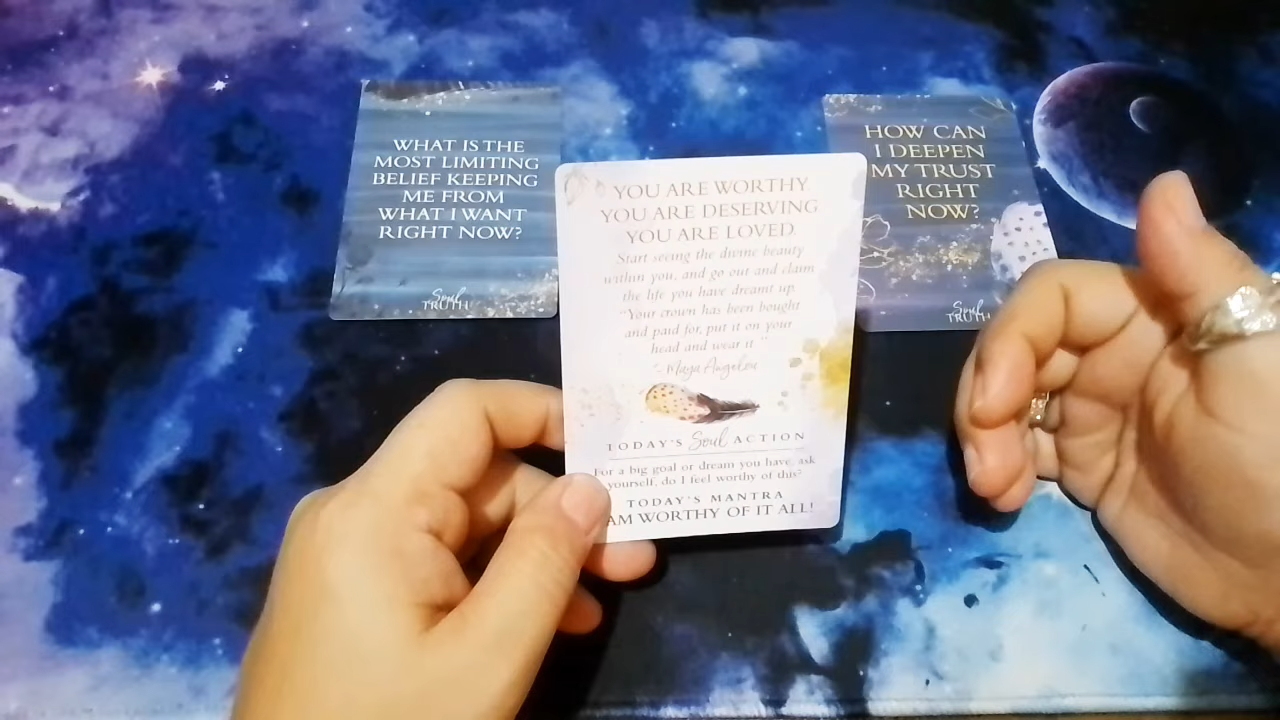 WHAT IS THE
MOST LIMITING
BELIEF KEEPING
ME FROM
WHAT I WANT
RIGHT NOW?
Soul
TRUTH
YOU ARE WORTHY
YOU ARE DESERVING
YOU ARE LOVED.
Start seeing the divine beauty
within you, and go out and claim
the life you have dreamt up.
"Your crown has been bought
and paid for, put it on your
head and wear it"
~Maya Angelou
TODAY'S Soul ACTION
For a big goal or dream you have, ask
yourself, do I feel worthy of this?
TODAY'S MANTRA
AM WORTHY OF IT ALL!
HOW CAN
I DEEPEN
MY TRUST
RIGHT
NOW?
Soul
TRUTH